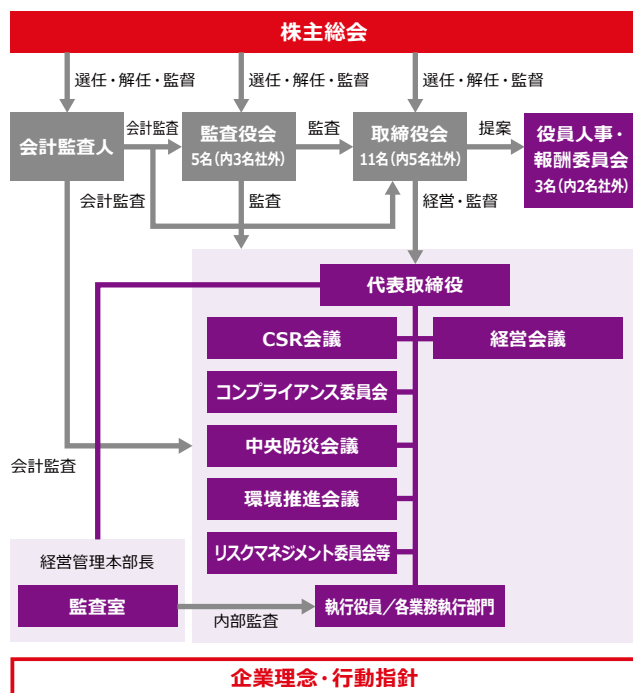 株主総会
選任・解任・監督
選任・解任・監督
選任・解任・監督
会計監査人
会計監査
監査役会
5名(内3名社外)
監査
取締役会
11名(内5名社外)
提案
役員人事・
報酬委員会
3名(内2名社外)
会計監査
監査
経営・監督
代表取締役
CSR会議
経営会議
コンプライアンス委員会
中央防災会議
会計監査
環境推進会議
リスクマネジメント委員会等
経営管理本部長
監査室
内部監査
執行役員/各業務執行部門
企業理念・行動指針